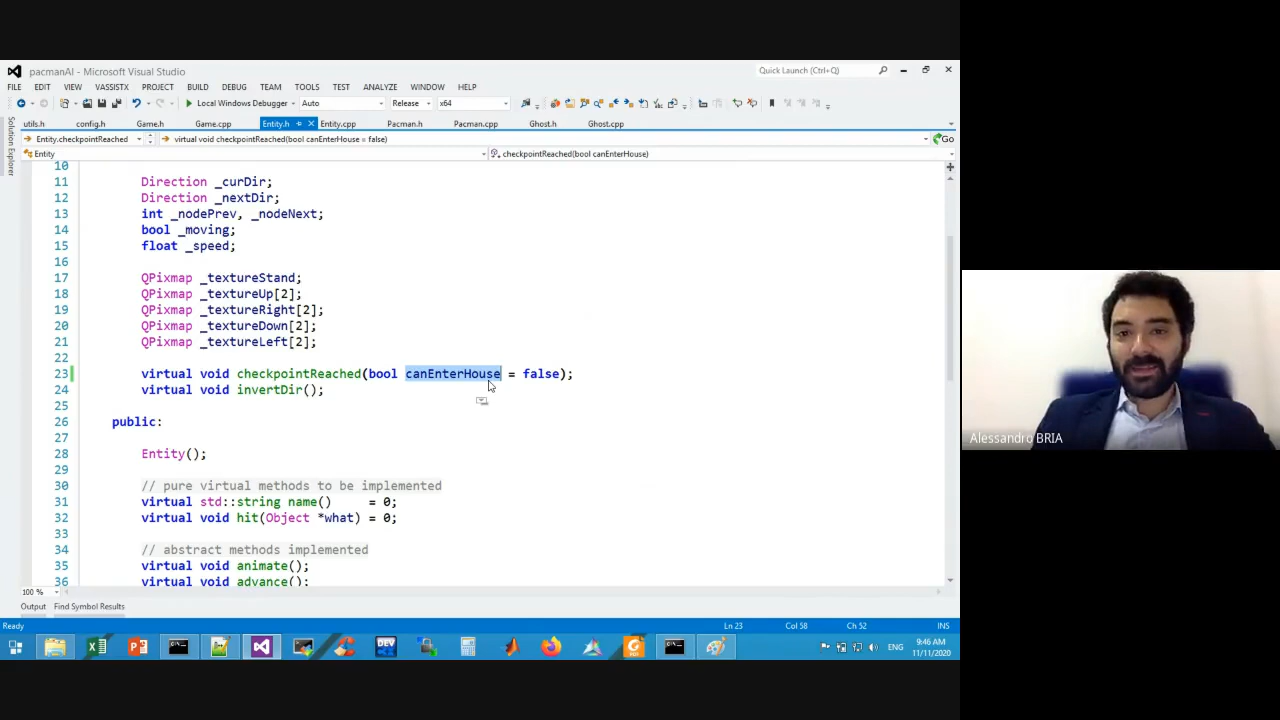 pacmanAI - Microsoft Visual Studio
Quick Launch (Ctrl+Q)
FILE EDIT VIEW VASSISTX PROJECT BUILD DEBUG TEAM TOOLS TEST ANALYZE WINDOW HELP
Local Windows Debugger Auto Release x64
utils.h config.h Game.h Game.cpp Entity.h Entity.cpp Pacman.h Pacman.cpp Ghost.h Ghost.cpp
Entity.checkpointReached virtual void checkpointReached(bool canEnterHouse = false) Go
Entity checkpointReached(bool canEnterHouse)
Solution Explorer
10
11 Direction _curDir;
12 Direction _nextDir;
13 int _nodePrev, _nodeNext;
14 bool _moving;
15 float _speed;
16
17 QPixmap _textureStand;
18 QPixmap _textureUp[2];
19 QPixmap _textureRight[2];
20 QPixmap _textureDown[2];
21 QPixmap _textureLeft[2];
22
23 virtual void checkpointReached(bool canEnterHouse = false);
24 virtual void invertDir();
25
26 public:
27
28 Entity();
29
30 // pure virtual methods to be implemented
31 virtual std::string name() = 0;
32 virtual void hit(Object *what) = 0;
33
34 // abstract methods implemented
35 virtual void animate();
36 virtual void advance();
100 %
Output Find Symbol Results
Ready Ln 23 Col 58 Ch 52 INS
DEV
ENG
9:46 AM
11/11/2020
Alessandro BRIA